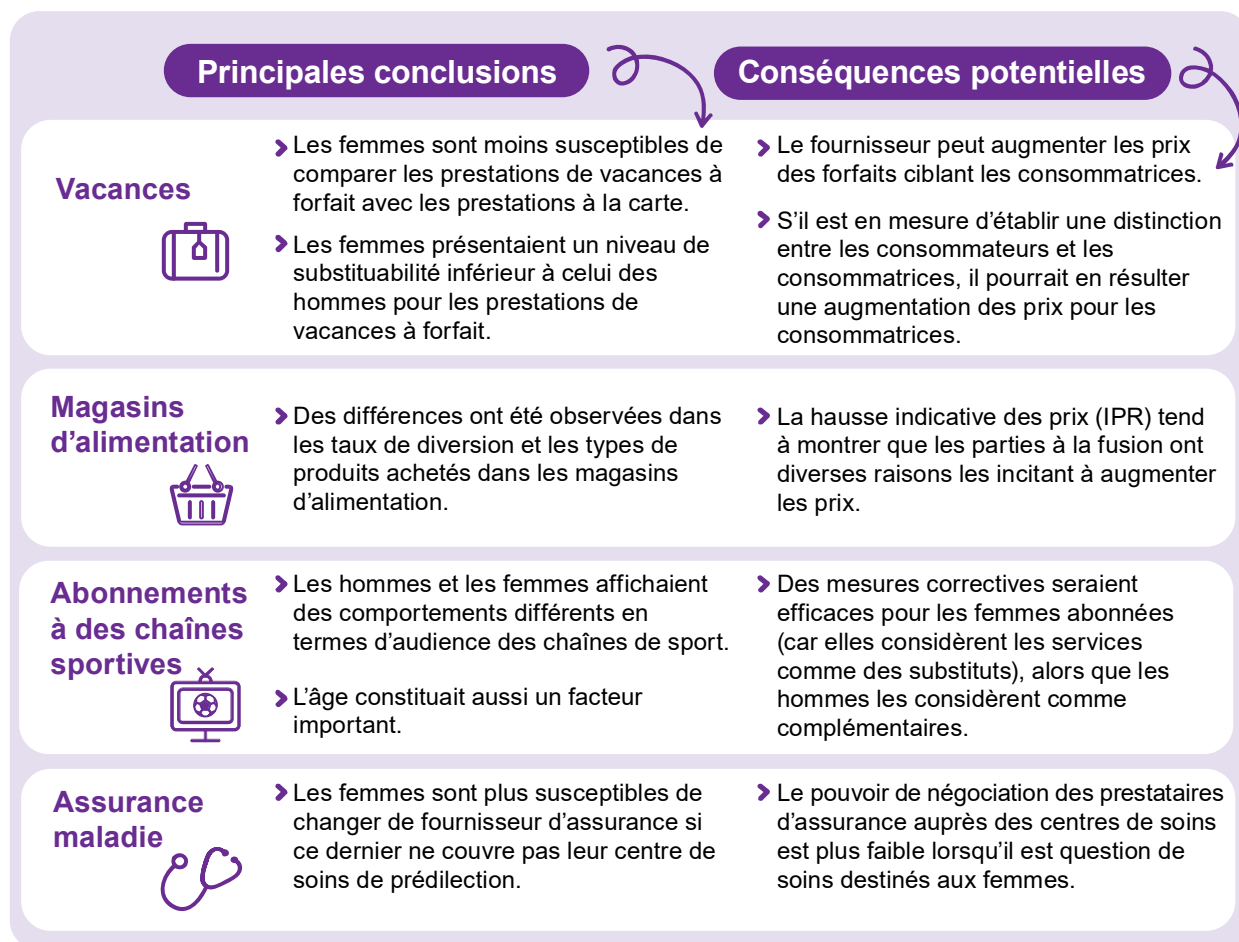 Principales conclusions
Conséquences potentielles
Vacances
Les femmes sont moins susceptibles de
comparer les prestations de vacances à
forfait avec les prestations à la carte.
Les femmes présentaient un niveau de
substituabilité inférieur à celui des
hommes pour les prestations de
vacances à forfait.
Le fournisseur peut augmenter les prix
des forfaits ciblant les consommatrices.
S’il est en mesure d’établir une distinction
entre les consommateurs et les
consommatrices, il pourrait en résulter
une augmentation des prix pour les
consommatrices.
Magasins
d’alimentation
Des différences ont été observées dans
les taux de diversion et les types de
produits achetés dans les magasins
d’alimentation.
La hausse indicative des prix (IPR) tend
à montrer que les parties à la fusion ont
diverses raisons les incitant à augmenter
les prix.
Abonnements
à des chaînes
sportives
Les hommes et les femmes affichaient
des comportements différents en
termes d’audience des chaînes de sport.
L’âge constituait aussi un facteur
important.
Des mesures correctives seraient
efficaces pour les femmes abonnées
(car elles considèrent les services
comme des substituts), alors que les
hommes les considèrent comme
complémentaires.
Assurance
maladie
Les femmes sont plus susceptibles de
changer de fournisseur d’assurance si
ce dernier ne couvre pas leur centre de
soins de prédilection.
Le pouvoir de négociation des prestataires
d’assurance auprès des centres de soins
est plus faible lorsqu’il est question de
soins destinés aux femmes.